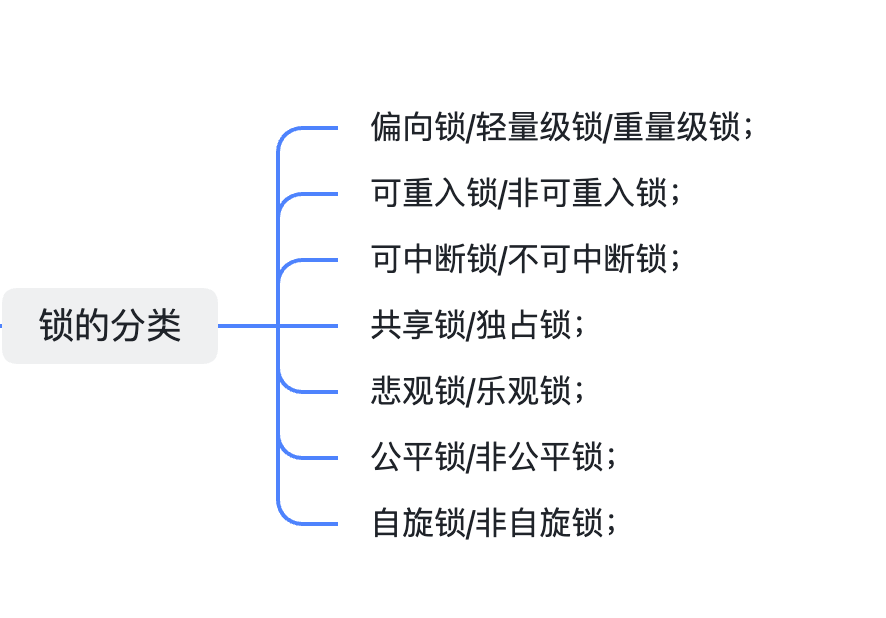 偏向锁/轻量级锁/重量级锁；
可重入锁/非可重入锁；
可中断锁/不可中断锁；
锁的分类
共享锁/独占锁；
悲观锁/乐观锁；
公平锁/非公平锁；
自旋锁/非自旋锁；